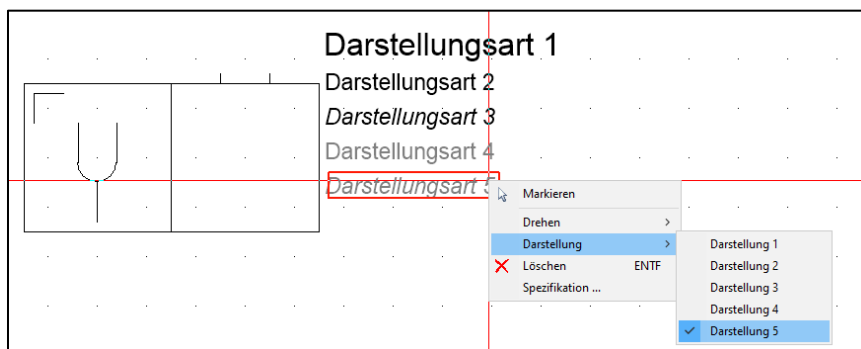 Darstellungsart 1
Darstellungsart 2
Darstellungsart 3
Darstellungsart 4
Darstellungsart 5
Markieren
Drehen
Darstellung
Löschen ENTF
Spezifikation ...
Darstellung 1
Darstellung 2
Darstellung 3
Darstellung 4
Darstellung 5